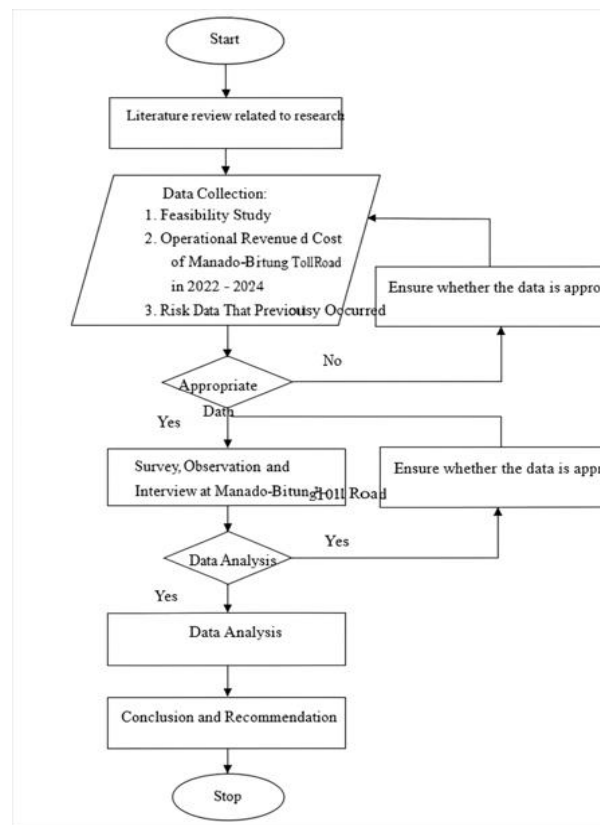 Start
Literature review related to research
Data Collection:
1. Feasibility Study
2. Operational Revenue d Cost
of Manado-Bitung TollRoad
in 2022 - 2024
3. Risk Data That Previousy Occurred
Ensure whether the data is appro
No
Appropriate
Data
Yes
Survey, Observation and
Interview at Manado-Bitung Road
Ensure whether the data is appr
Data Analysis
Yes
Yes
Data Analysis
Conclusion and Recommendation
Stop